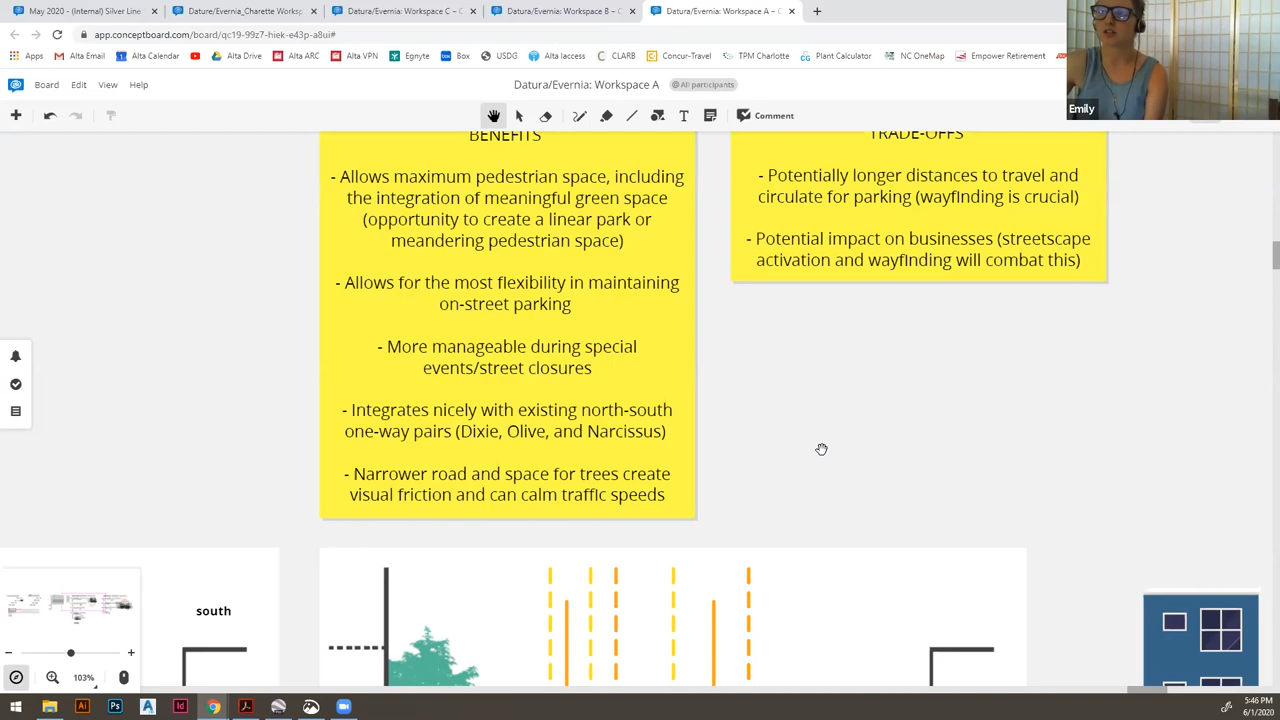 May 2020 - (Internal) Silver Line
Datura/Evernia_Charette Worksp
Datura/Evernia: Workspace C -
Datura/Evernia: Workspace B -
Datura/Evernia: Workspace A -
app.conceptboard.com/board/qc19-99z7-hiek-e43p-a8ui#
Apps
Alta Email
Alta Calendar
YouTube
Alta Drive
Alta ARC
Alta VPN
Egnyte
Box
USDG
Alta Iaccess
CLARB
Concur-Travel
TPM Charlotte
Plant Calculator
NC OneMap
Empower Retirement
Board
Edit
View
Help
Datura/Evernia: Workspace A
All participants
Comment
Emily
BENEFITS
- Allows maximum pedestrian space, including
the integration of meaningful green space
(opportunity to create a linear park or
meandering pedestrian space)
- Allows for the most flexibility in maintaining
on-street parking
- More manageable during special
events/street closures
- Integrates nicely with existing north-south
one-way pairs (Dixie, Olive, and Narcissus)
- Narrower road and space for trees create
visual friction and can calm traffic speeds
TRADE-OFFS
- Potentially longer distances to travel and
circulate for parking (wayfinding is crucial)
- Potential impact on businesses (streetscape
activation and wayfinding will combat this)
south
103%
5:46 PM
6/1/2020